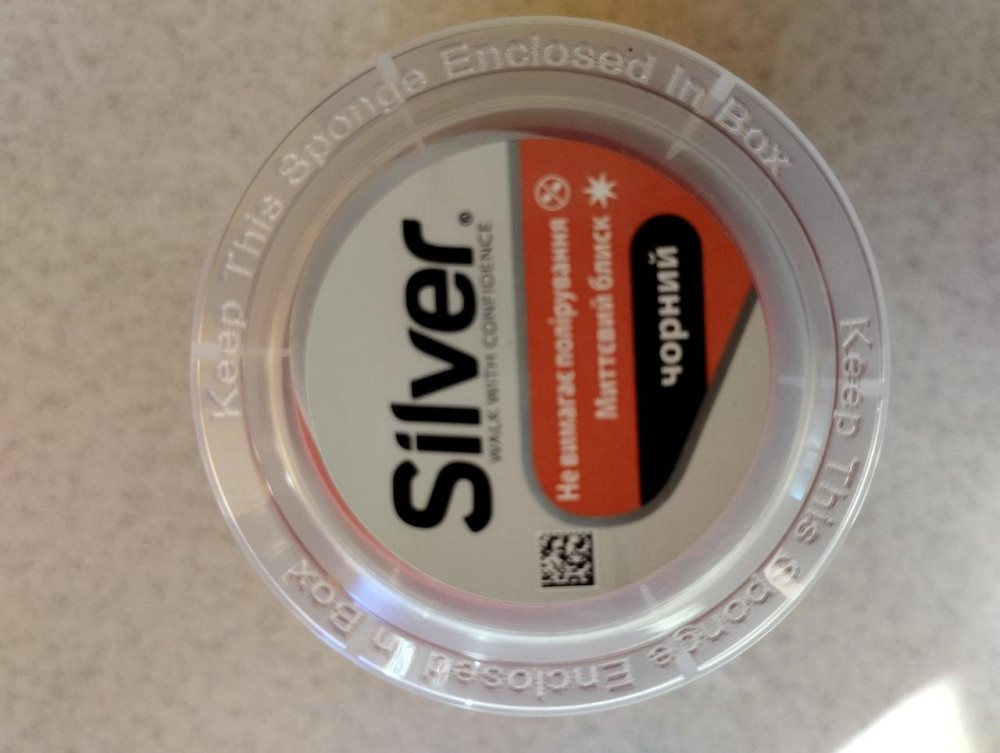 Keep This Sponge Enclosed In Box
Silver®
WALK WITH CONFIDENCE
Не вимагає полірування
Миттєвий блиск
чорний
Keep This Sponge Enclosed In Box